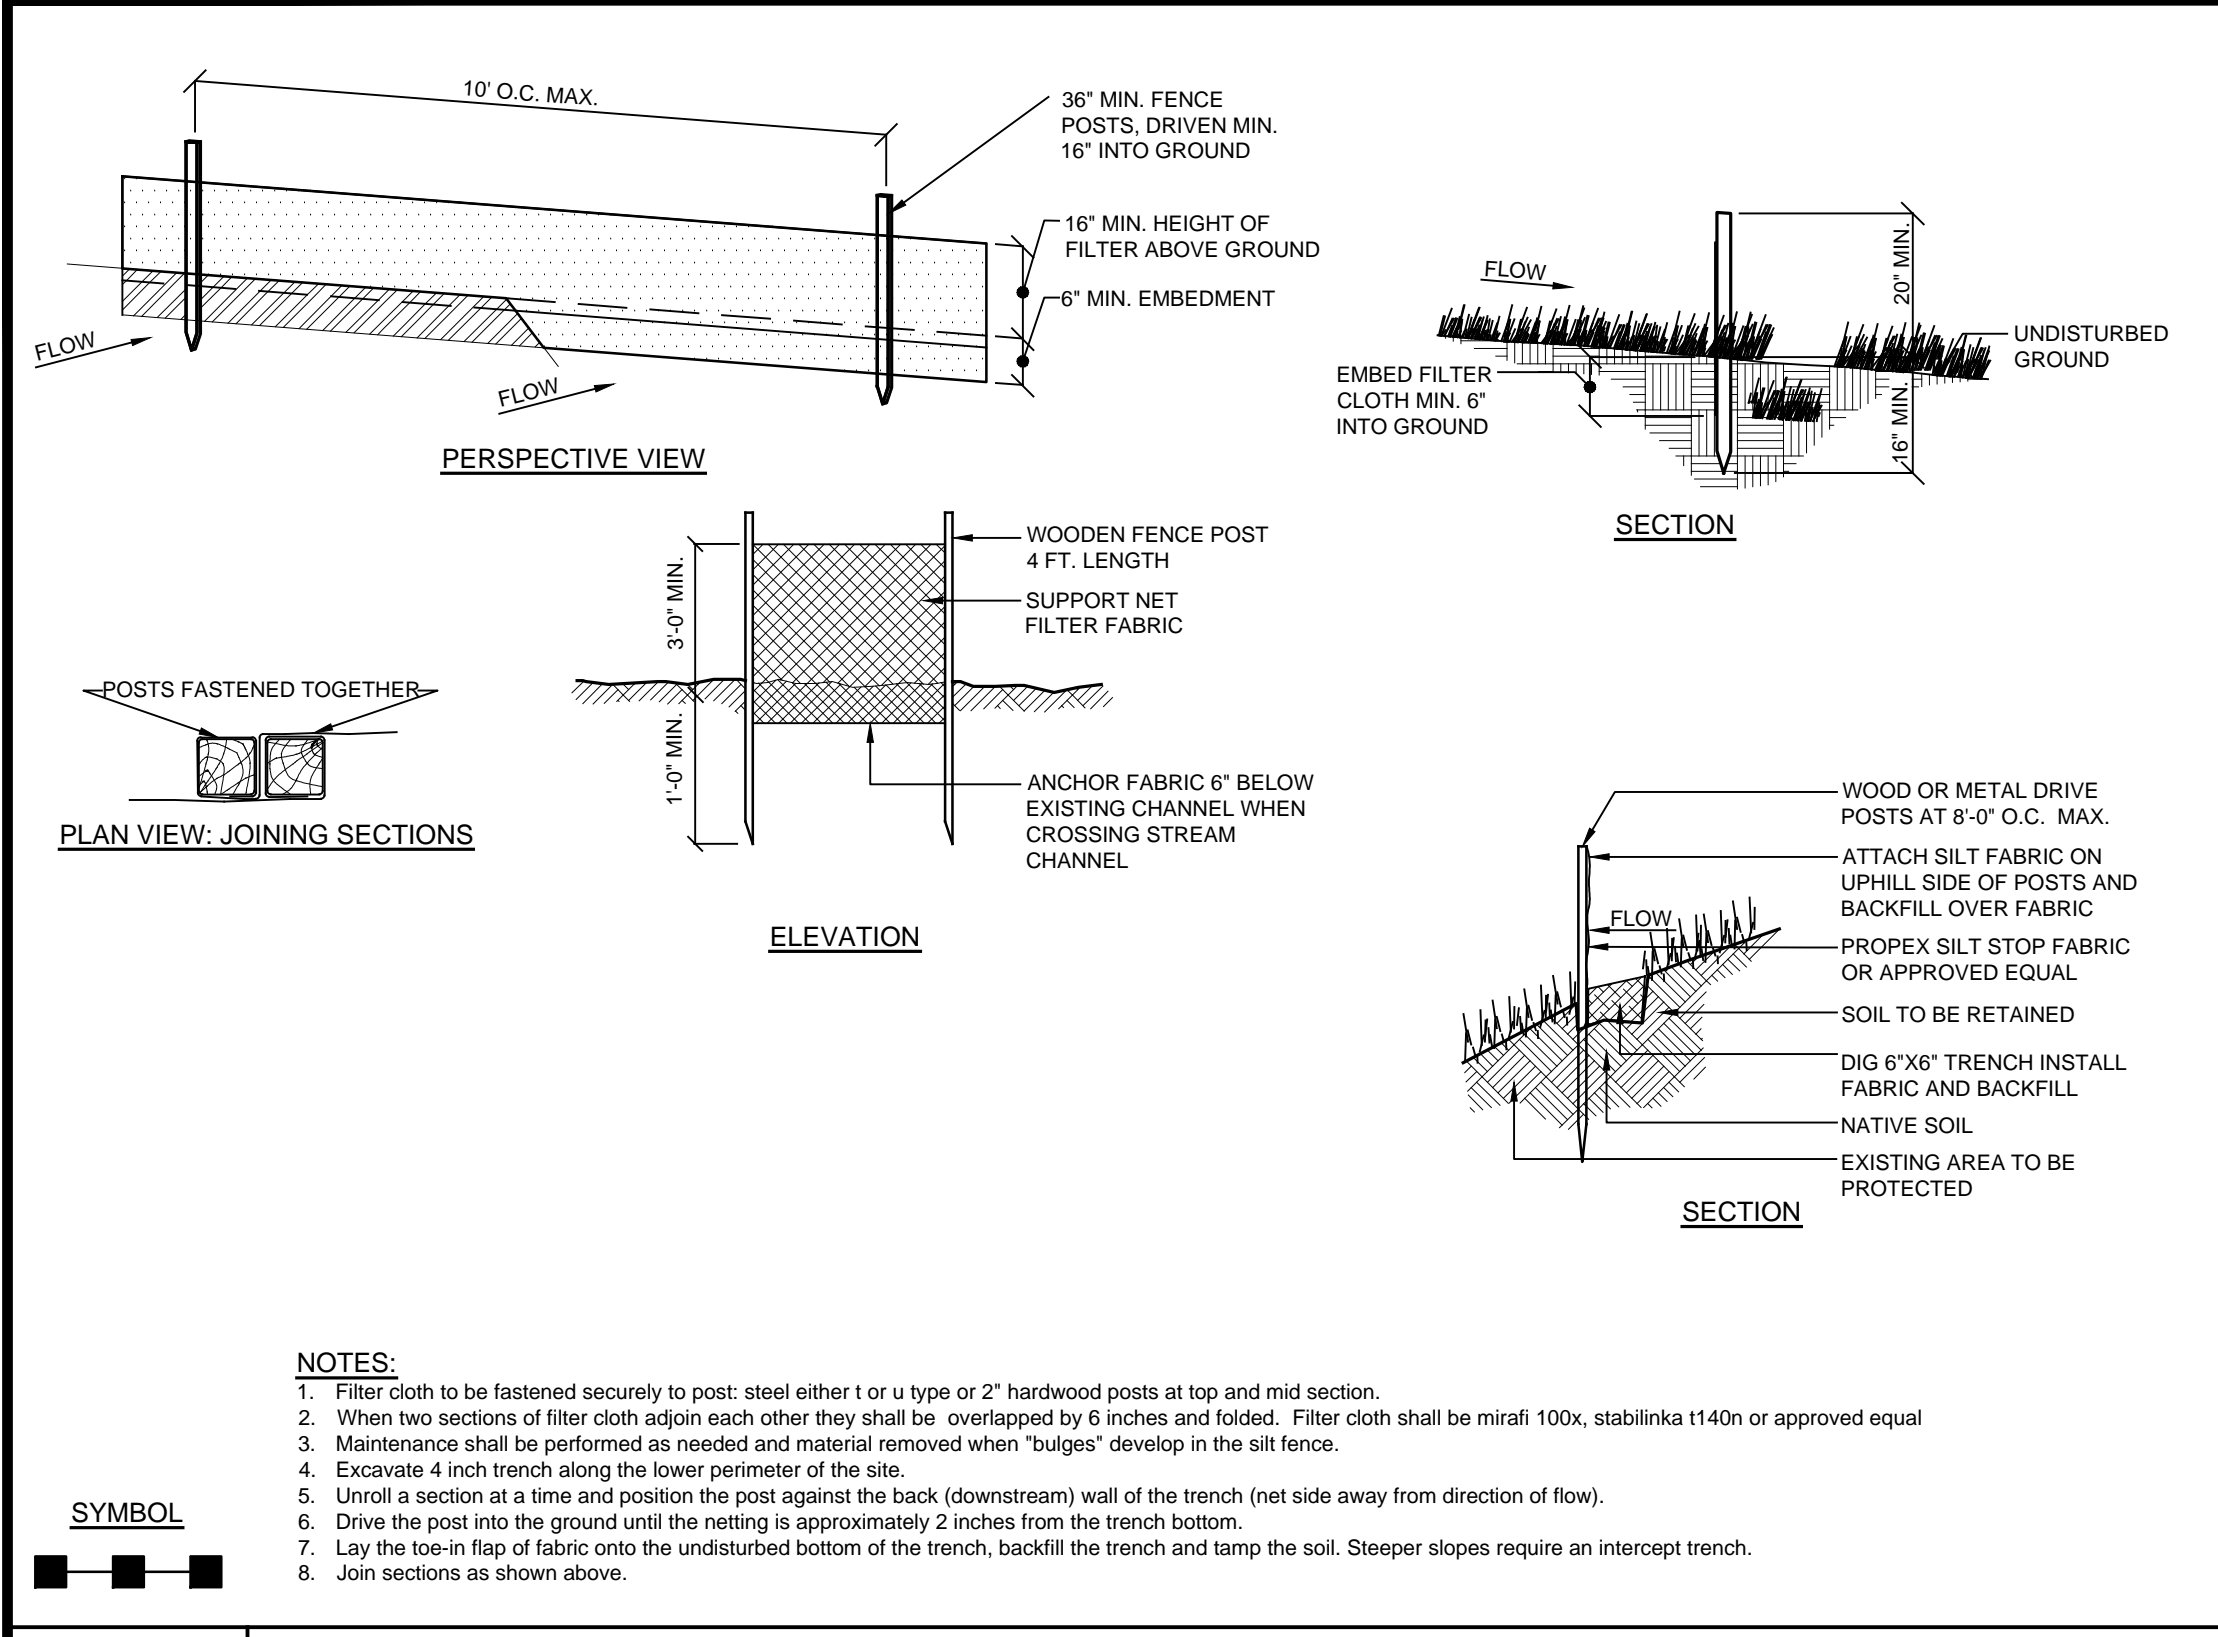 10' O.C. MAX.
36" MIN. FENCE
POSTS, DRIVEN MIN.
16" INTO GROUND
16" MIN. HEIGHT OF
FILTER ABOVE GROUND
6" MIN. EMBEDMENT
FLOW
FLOW
PERSPECTIVE VIEW
FLOW
20" MIN.
UNDISTURBED
GROUND
EMBED FILTER
CLOTH MIN. 6"
INTO GROUND
16" MIN.
SECTION
WOODEN FENCE POST
4 FT. LENGTH
SUPPORT NET
FILTER FABRIC
3'-0" MIN.
1'-0" MIN.
ANCHOR FABRIC 6" BELOW
EXISTING CHANNEL WHEN
CROSSING STREAM
CHANNEL
ELEVATION
POSTS FASTENED TOGETHER
PLAN VIEW: JOINING SECTIONS
WOOD OR METAL DRIVE
POSTS AT 8'-0" O.C. MAX.
ATTACH SILT FABRIC ON
UPHILL SIDE OF POSTS AND
BACKFILL OVER FABRIC
FLOW
PROPEX SILT STOP FABRIC
OR APPROVED EQUAL
SOIL TO BE RETAINED
DIG 6"X6" TRENCH INSTALL
FABRIC AND BACKFILL
NATIVE SOIL
EXISTING AREA TO BE
PROTECTED
SECTION
NOTES:
1. Filter cloth to be fastened securely to post: steel either t or u type or 2" hardwood posts at top and mid section.
2. When two sections of filter cloth adjoin each other they shall be overlapped by 6 inches and folded. Filter cloth shall be mirafi 100x, stabilinka t140n or approved equal
3. Maintenance shall be performed as needed and material removed when "bulges" develop in the silt fence.
4. Excavate 4 inch trench along the lower perimeter of the site.
5. Unroll a section at a time and position the post against the back (downstream) wall of the trench (net side away from direction of flow).
6. Drive the post into the ground until the netting is approximately 2 inches from the trench bottom.
7. Lay the toe-in flap of fabric onto the undisturbed bottom of the trench, backfill the trench and tamp the soil. Steeper slopes require an intercept trench.
8. Join sections as shown above.
SYMBOL